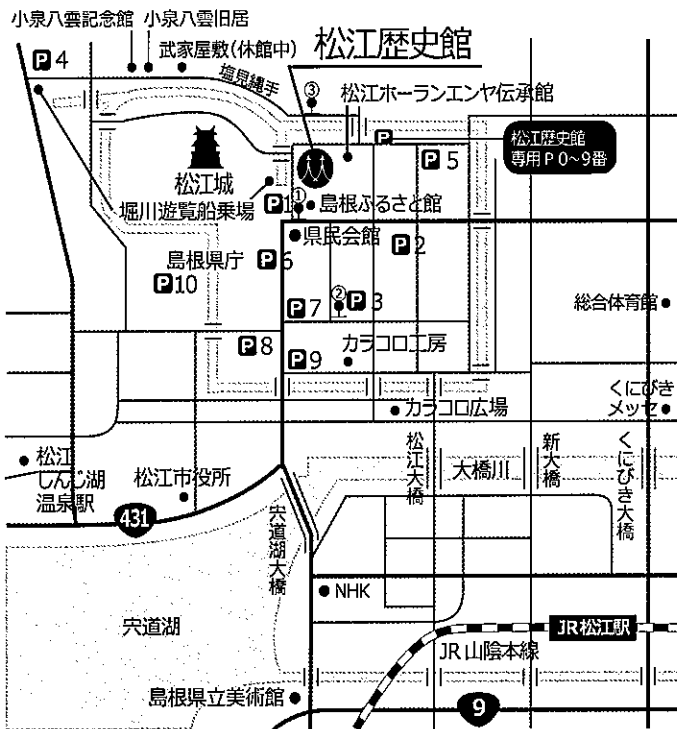 小泉八雲記念館
小泉八雲旧居
武家屋敷(休館中)
松江歴史館
P4
塩見縄手
③
松江ホーランエンヤ伝承館
P
松江歴史館
専用P 0～9番
P5
松江城
堀川遊覧船乗場
P1
①
島根ふるさと館
県民会館
P2
島根県庁
P6
P10
P7
②
P3
総合体育館
P8
P9
カラコロ工房
カラコロ広場
くにびき
メッセ
松江
しんじ湖
温泉駅
松江市役所
431
松江大橋
大橋川
新大橋
くにびき大橋
宍道湖大橋
NHK
宍道湖
JR松江駅
JR山陰本線
島根県立美術館
9